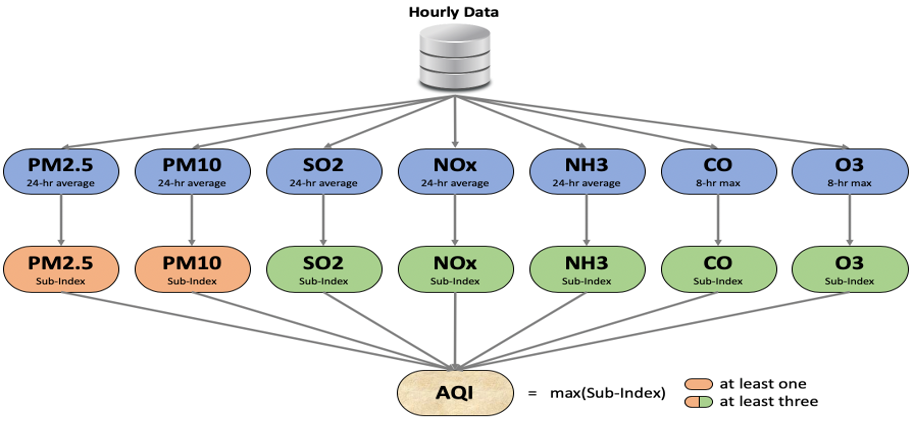 Hourly Data
PM2.5
24-hr average
PM10
24-hr average
SO2
24-hr average
NOx
24-hr average
NH3
24-hr average
CO
8-hr max
O3
8-hr max
PM2.5
Sub-Index
PM10
Sub-Index
SO2
Sub-Index
NOx
Sub-Index
NH3
Sub-Index
CO
Sub-Index
O3
Sub-Index
AQI
= max(Sub-Index)
at least one
at least three